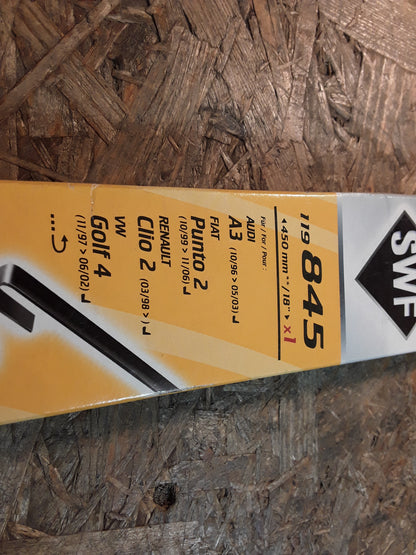 SWF
119 845
◄ 450 mm** / 18" ► x1
Für / For / Pour:
AUDI
A3 (10/96 > 05/03) ↲
FIAT
Punto 2
(10/99 > 11/06) ↲
RENAULT
Clio 2 (03/98 >) ↲
VW
Golf 4
(11/97 > 06/02) ↲